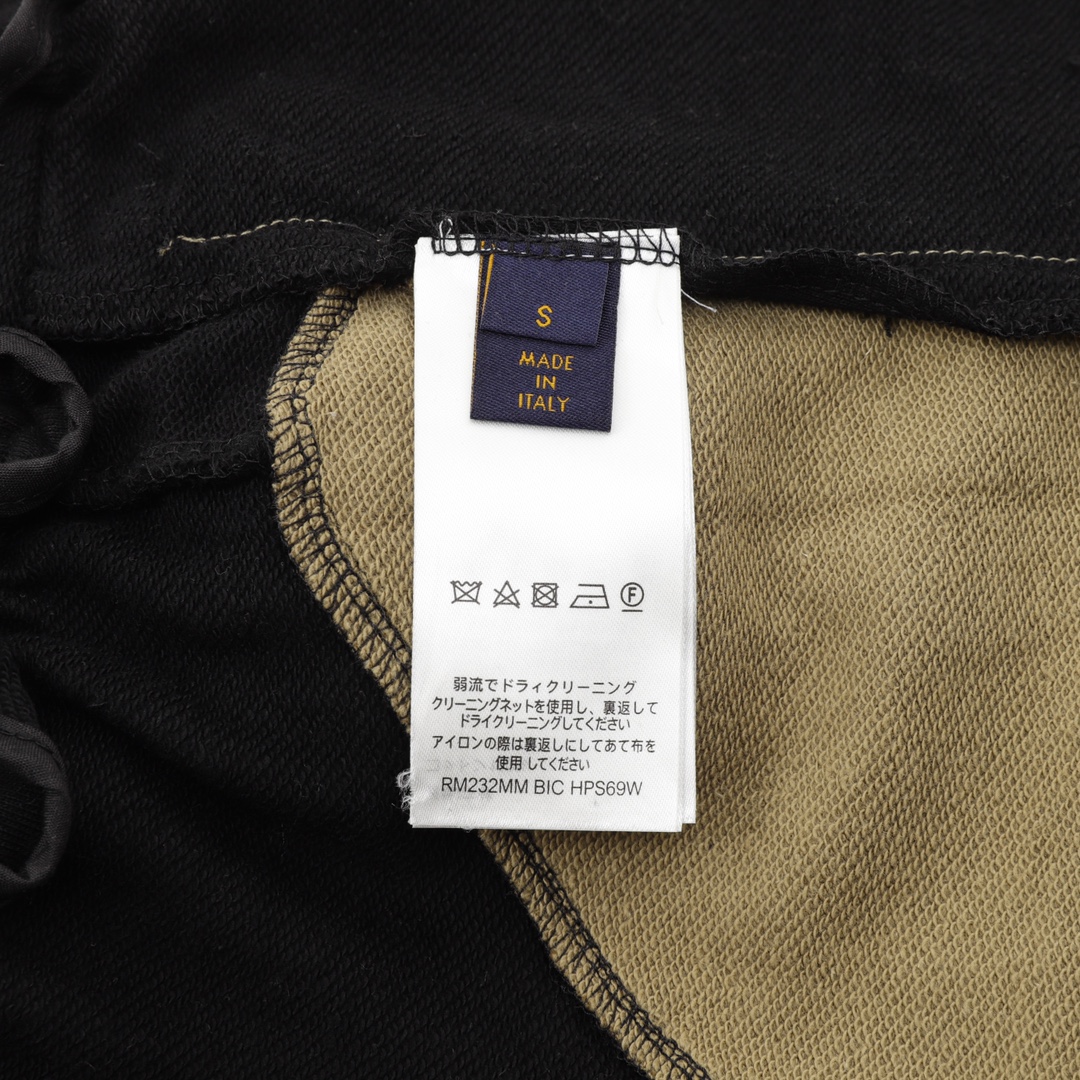 S
MADE
IN
ITALY
F
弱流でドライクリーニング
クリーニングネットを使用し、裏返して
ドライクリーニングしてください
アイロンの際は裏返しにしてあて布を
使用してください
RM232MM BIC HPS69W